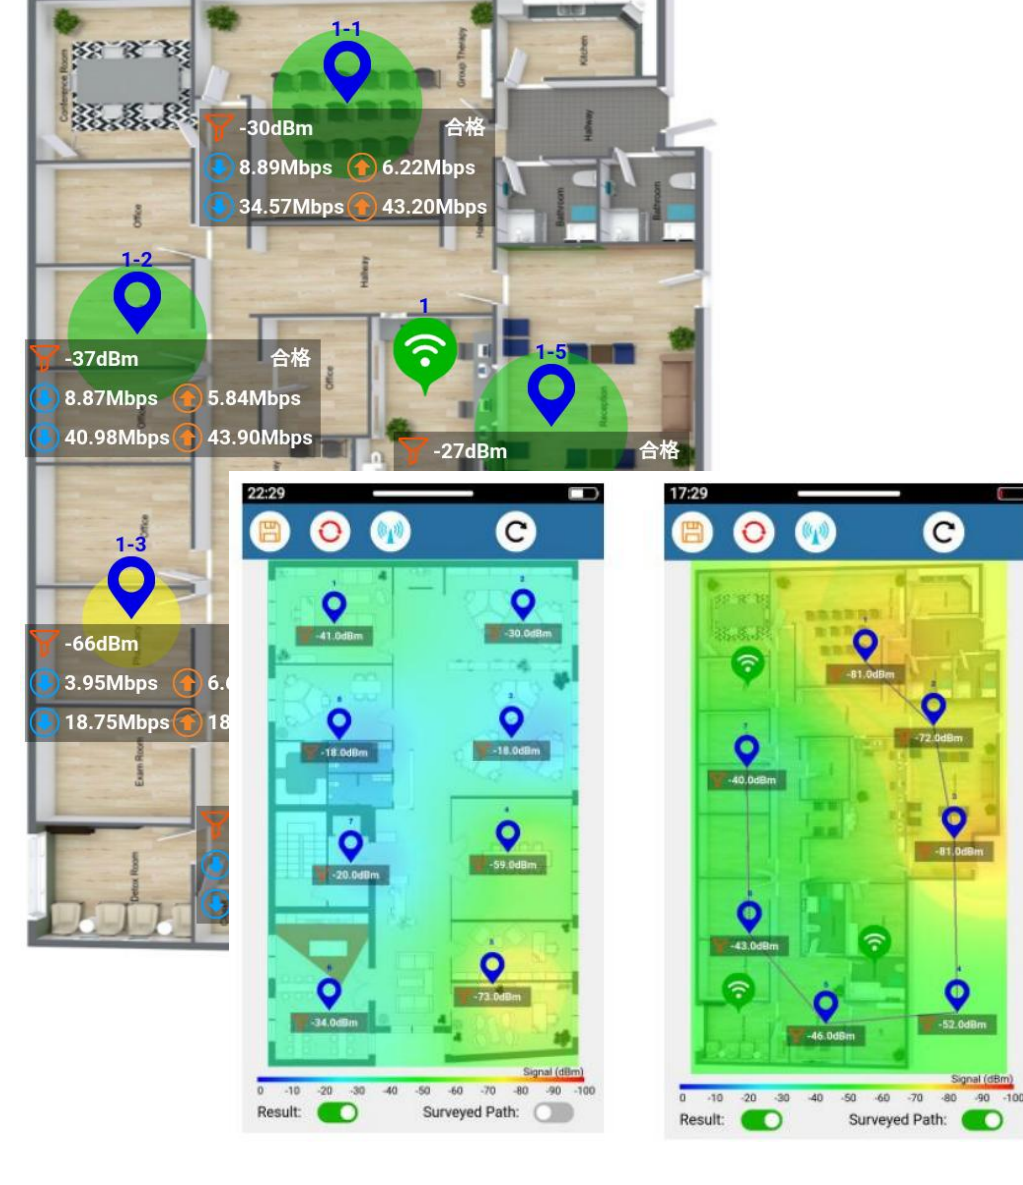 1-1
Conference Room
Group Therapy
Kitchen
-30dBm 合格
8.89Mbps 6.22Mbps
34.57Mbps 43.20Mbps
Hallway
Bathroom
Bathroom
Office
Hallway
1-2
-37dBm 合格
8.87Mbps 5.84Mbps
40.98Mbps 43.90Mbps
Office
1
1-5
Reception
-27dBm 合格
Office
1-3
-66dBm
3.95Mbps 6.
18.75Mbps 18
Exam Room
Detox Room
22:29
1
-41.0dBm
-30.0dBm
-18.0dBm
-18.0dBm
7
-20.0dBm
4
-59.0dBm
5
-73.0dBm
6
-34.0dBm
Signal (dBm)
0 -10 -20 -30 -40 -50 -60 -70 -80 -90 -100
Result: Surveyed Path:
17:29
1
-81.0dBm
2
-72.0dBm
7
-40.0dBm
3
-81.0dBm
6
-43.0dBm
4
-52.0dBm
5
-46.0dBm
Signal (dBm)
0 -10 -20 -30 -40 -50 -60 -70 -80 -90 -100
Result: Surveyed Path: